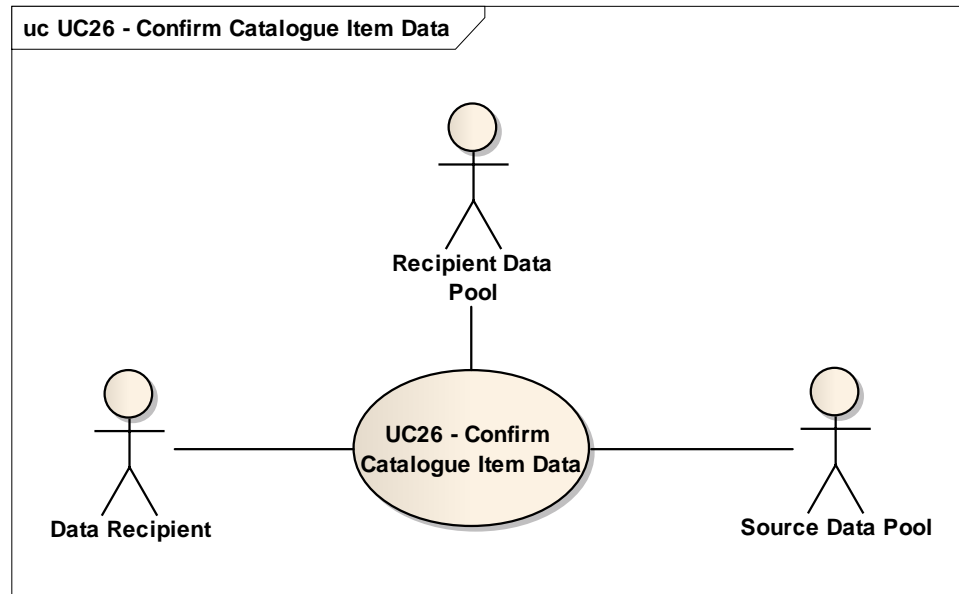 uc UC26 - Confirm Catalogue Item Data
Recipient Data
Pool
UC26 - Confirm
Catalogue Item Data
Data Recipient
Source Data Pool